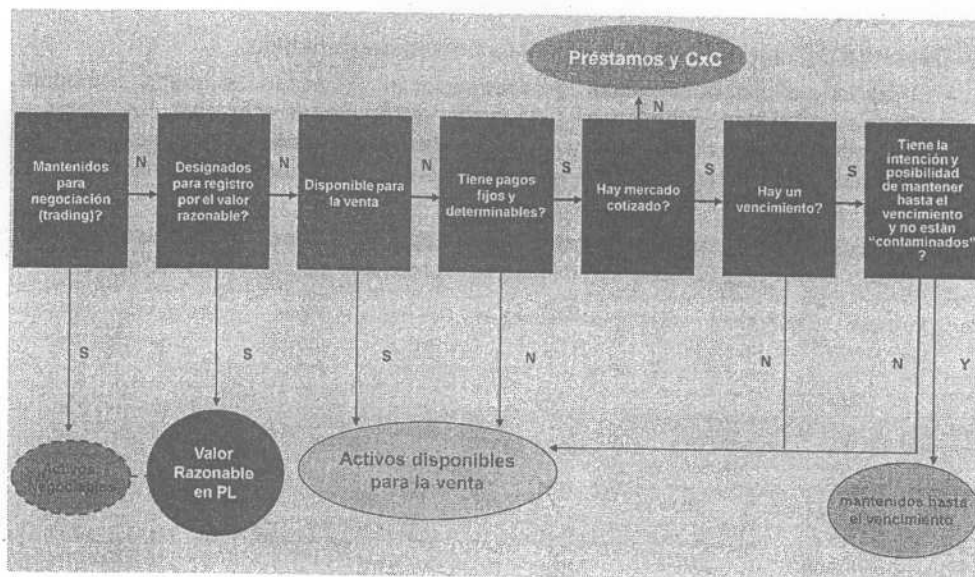 Préstamos y CxC
N
Mantenidos
para
negociación
(trading)?
N
Designados
para registro
por el valor
razonable?
N
Disponible para
la venta
N
Tiene pagos
fijos y
determinables?
S
Hay mercado
cotizado?
S
Hay un
vencimiento?
S
Tiene la
intención y
posibilidad
de mantener
hasta el
vencimiento
y no están
“contaminados”
?
S
S
S
N
N
N
Y
Activos
Negociables
Valor
Razonable
en PL
Activos disponibles
para la venta
mantenidos hasta
el vencimiento